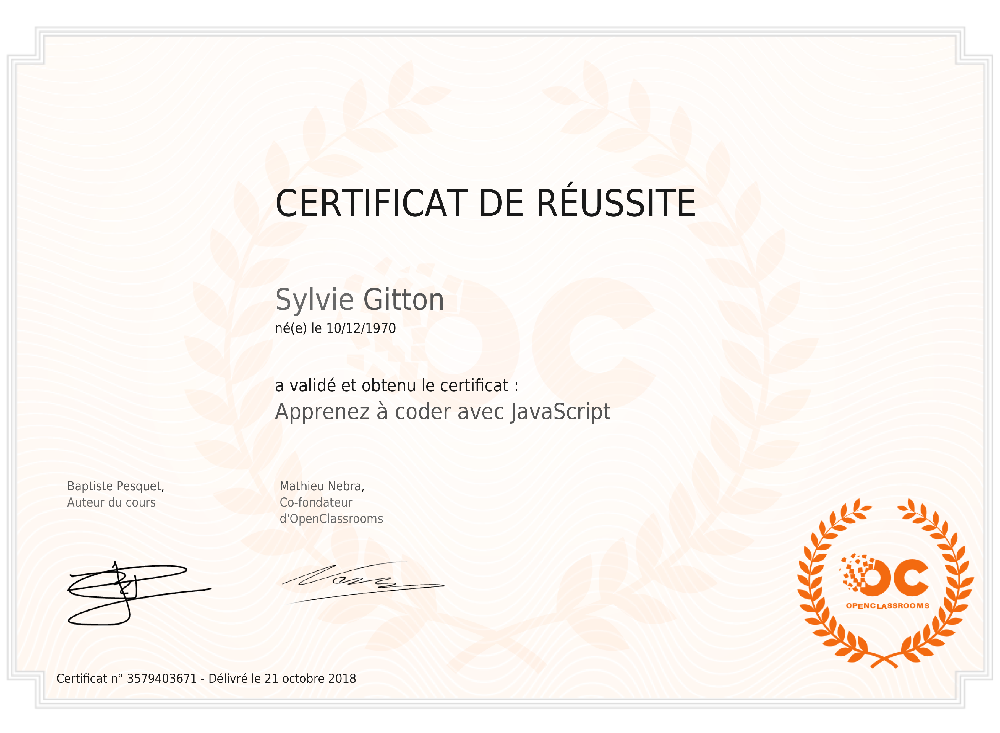 CERTIFICAT DE RÉUSSITE
Sylvie Gitton
né(e) le 10/12/1970
a validé et obtenu le certificat :
Apprenez à coder avec JavaScript
Baptiste Pesquet,
Auteur du cours
Mathieu Nebra,
Co-fondateur
d'OpenClassrooms
OC
OPENCLASSROOMS
Certificat n° 3579403671 - Délivré le 21 octobre 2018